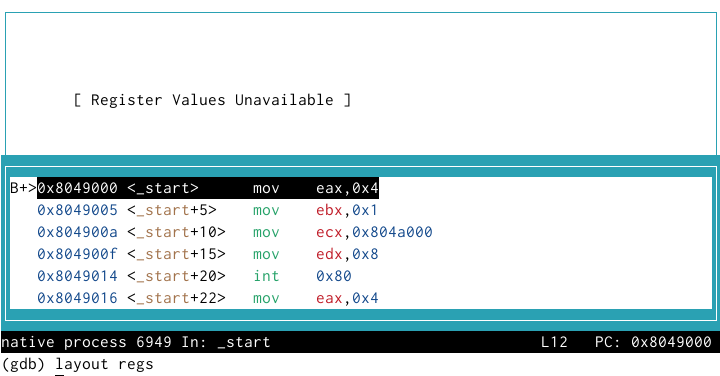 [ Register Values Unavailable ]
B+>0x8049000 <_start> mov eax,0x4
0x8049005 <_start+5> mov ebx,0x1
0x804900a <_start+10> mov ecx,0x804a000
0x804900f <_start+15> mov edx,0x8
0x8049014 <_start+20> int 0x80
0x8049016 <_start+22> mov eax,0x4
native process 6949 In: _start L12 PC: 0x8049000
(gdb) layout regs